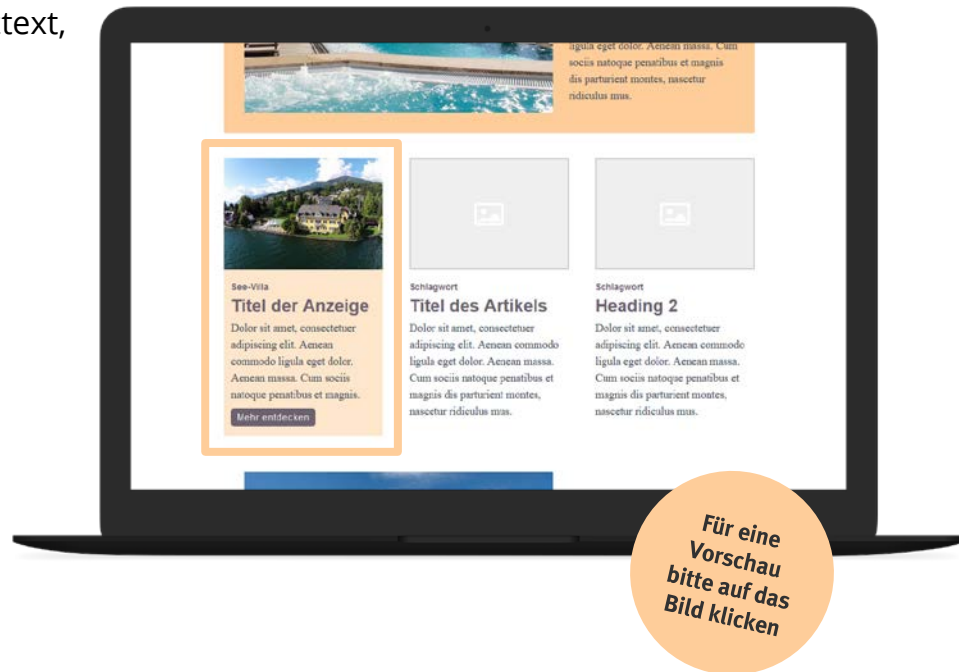 text,
ligula eget dolor. Aenean massa. Cum
sociis natoque penatibus et magnis
dis parturient montes, nascetur
ridiculus mus.
See-Villa
Titel der Anzeige
Dolor sit amet, consectetuer
adipiscing elit. Aenean
commodo ligula eget dolor.
Aenean massa. Cum sociis
natoque penatibus et magnis.
Mehr entdecken
Schlagwort
Titel des Artikels
Dolor sit amet, consectetuer
adipiscing elit. Aenean commodo
ligula eget dolor. Aenean massa.
Cum sociis natoque penatibus et
magnis dis parturient montes,
nascetur ridiculus mus.
Schlagwort
Heading 2
Dolor sit amet, consectetuer
adipiscing elit. Aenean commodo
ligula eget dolor. Aenean massa.
Cum sociis natoque penatibus et
magnis dis parturient montes,
nascetur ridiculus mus.
Für eine
Vorschau
bitte auf das
Bild klicken